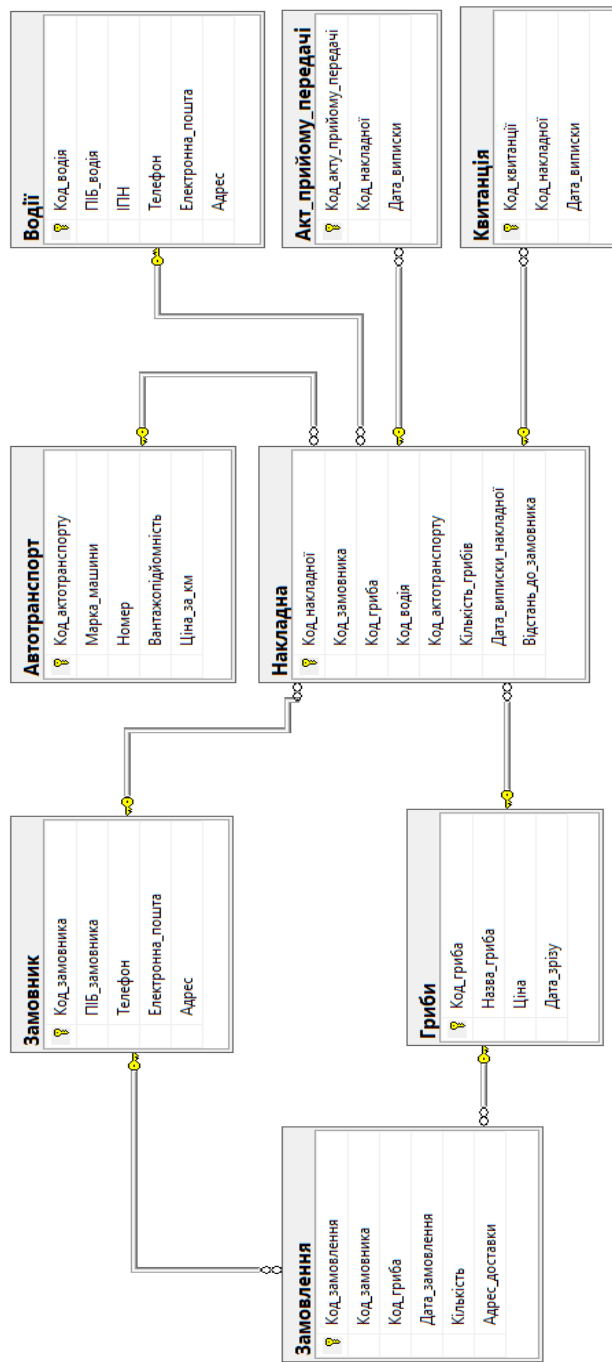 Замовлення
Код_замовлення
Код_замовника
Код_гриба
Дата_замовлення
Кількість
Адрес_доставки
Замовник
Код_замовника
ПІБ_замовника
Телефон
Електронна_пошта
Адрес
Гриби
Код_гриба
Назва_гриба
Ціна
Дата_зрізу
Автотранспорт
Код_актотранспорту
Марка_машини
Номер
Вантажопідйомність
Ціна_за_км
Накладна
Код_накладної
Код_замовника
Код_гриба
Код_водія
Код_актотранспорту
Кількість_грибів
Дата_виписки_накладної
Відстань_до_замовника
Водії
Код_водія
ПІБ_водія
ІПН
Телефон
Електронна_пошта
Адрес
Акт_прийому_передачі
Код_акту_прийому_передачі
Код_накладної
Дата_виписки
Квитанція
Код_квитанції
Код_накладної
Дата_виписки